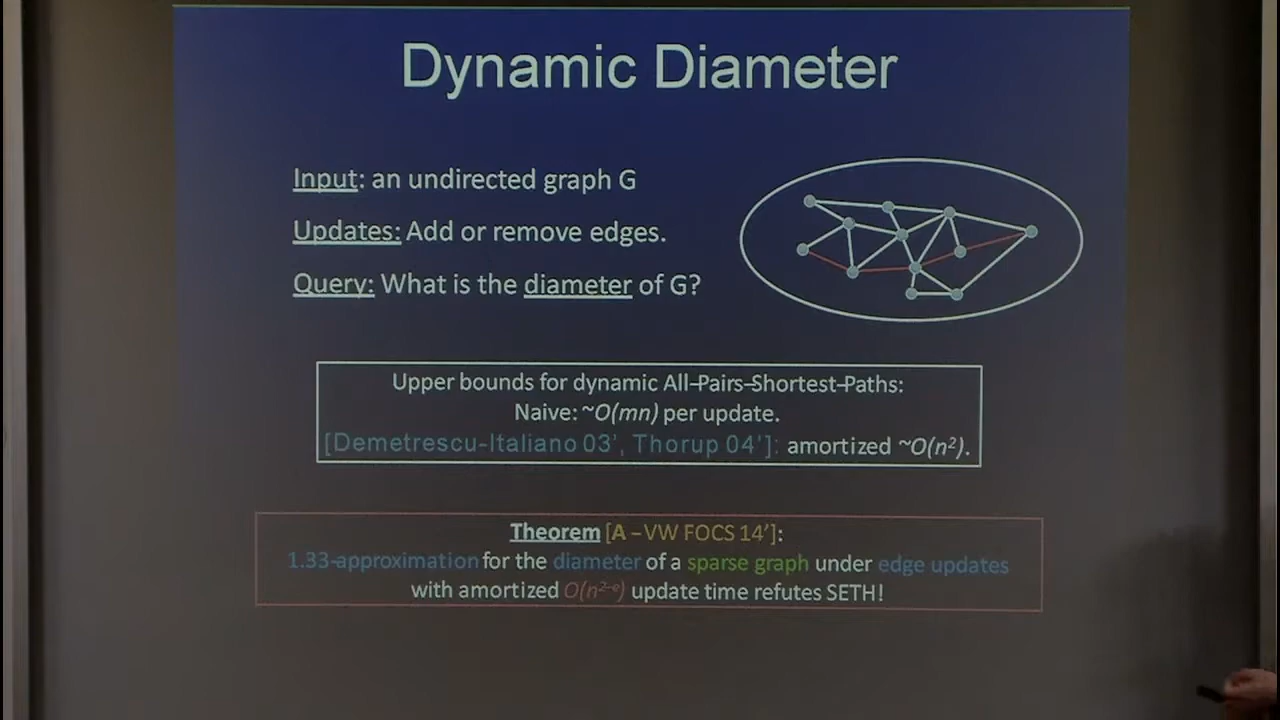 Dynamic Diameter
Input: an undirected graph G
Updates: Add or remove edges.
Query: What is the diameter of G?
Upper bounds for dynamic All-Pairs-Shortest-Paths:
Naive: ~O(mn) per update.
[Demetrescu-Italiano 03', Thorup 04']: amortized ~O(n²).
Theorem [A – VW FOCS 14']:
1.33-approximation for the diameter of a sparse graph under edge updates
with amortized O(n²⁻ᵉ) update time refutes SETH!